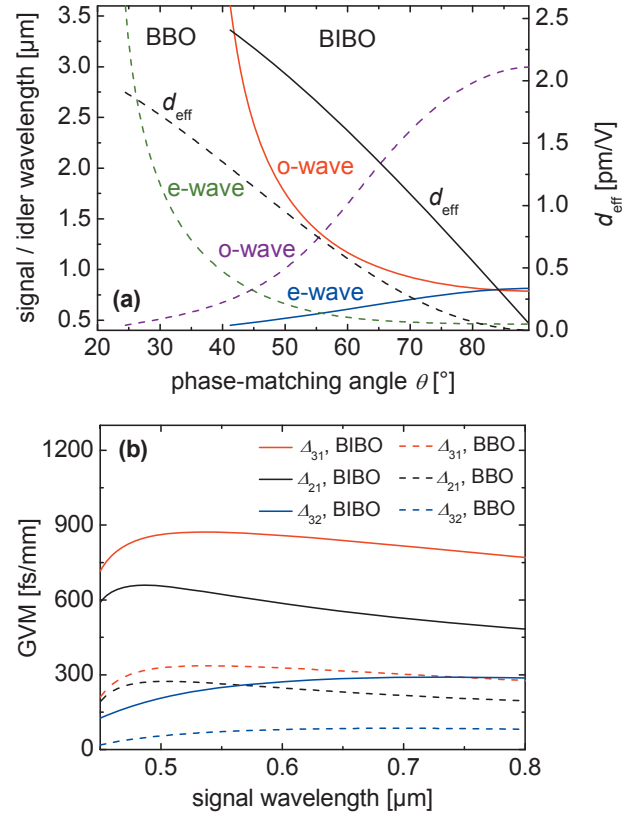 BBO BIBO
d_eff
o-wave
e-wave
d_eff
o-wave
e-wave
(a)
3.5
3.0
2.5
2.0
1.5
1.0
0.5
signal / idler wavelength [µm]
2.5
2.0
1.5
1.0
0.5
0.0
d_eff [pm/V]
20 30 40 50 60 70 80
phase-matching angle θ [°]
(b)
Δ31, BIBO Δ31, BBO
Δ21, BIBO Δ21, BBO
Δ32, BIBO Δ32, BBO
1200
900
600
300
0
GVM [fs/mm]
0.5 0.6 0.7 0.8
signal wavelength [µm]